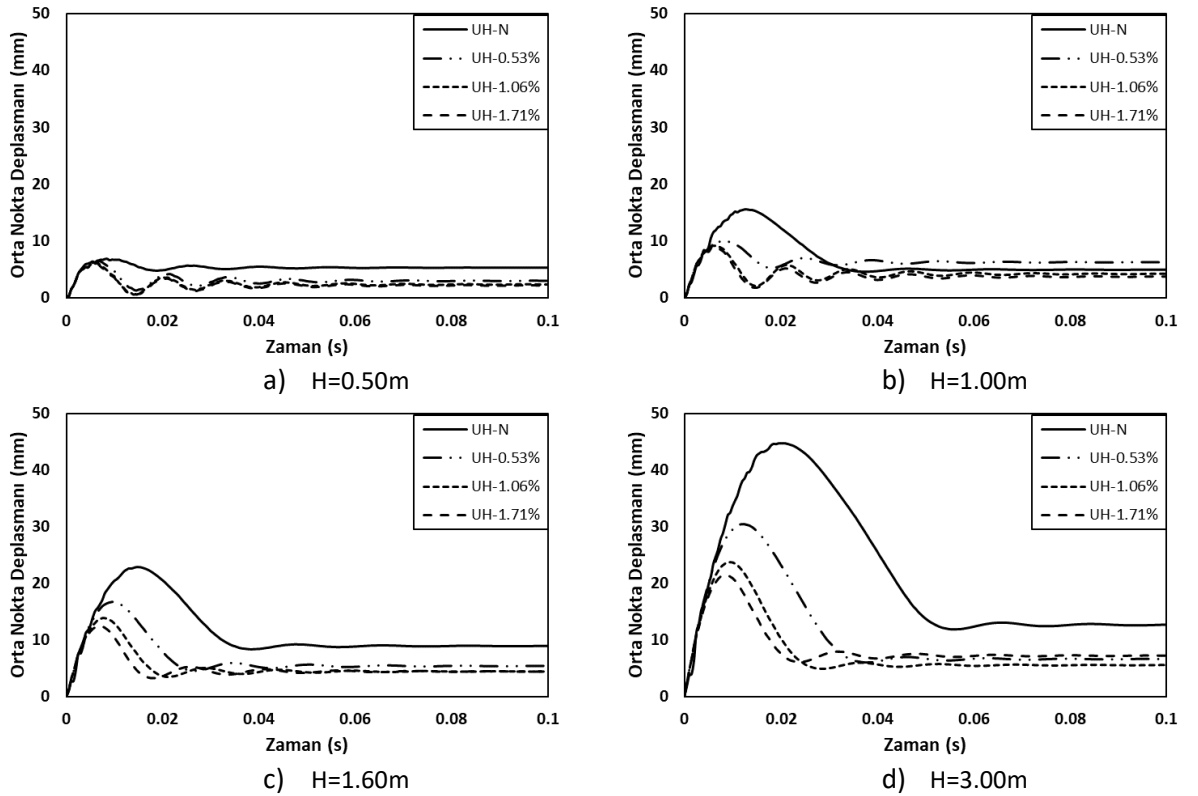 Orta Nokta Deplasmanı (mm)
50
40
30
20
10
0
0
0.02
0.04
0.06
0.08
0.1
Zaman (s)
UH-N
UH-0.53%
UH-1.06%
UH-1.71%
a) H=0.50m
Orta Nokta Deplasmanı (mm)
50
40
30
20
10
0
0
0.02
0.04
0.06
0.08
0.1
Zaman (s)
UH-N
UH-0.53%
UH-1.06%
UH-1.71%
b) H=1.00m
Orta Nokta Deplasmanı (mm)
50
40
30
20
10
0
0
0.02
0.04
0.06
0.08
0.1
Zaman (s)
UH-N
UH-0.53%
UH-1.06%
UH-1.71%
c) H=1.60m
Orta Nokta Deplasmanı (mm)
50
40
30
20
10
0
0
0.02
0.04
0.06
0.08
0.1
Zaman (s)
UH-N
UH-0.53%
UH-1.06%
UH-1.71%
d) H=3.00m